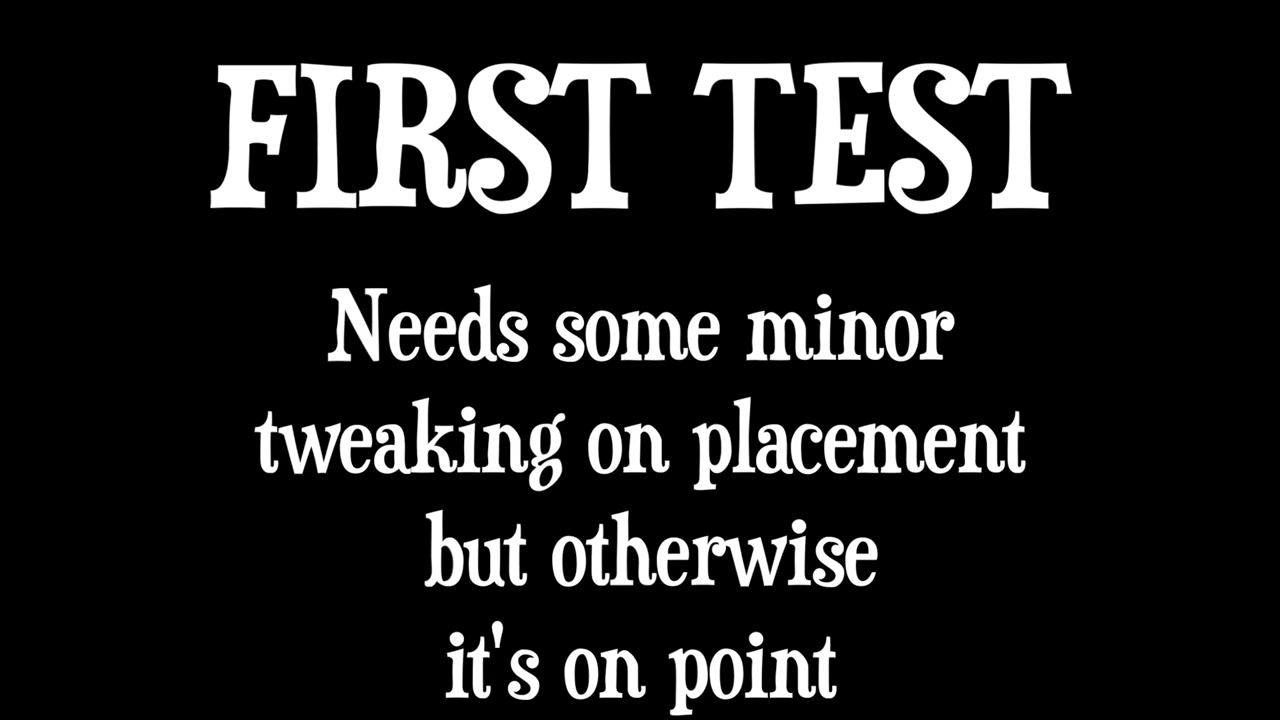 FIRST TEST
Needs some minor
tweaking on placement
but otherwise
it's on point